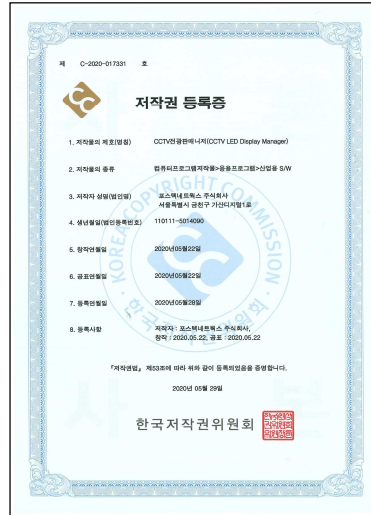 제 C-2020-017331 호
저작권 등록증
1. 저작물의 제호(명칭) CCTV전광판매니저(CCTV LED Display Manager)
2. 저작물의 종류 컴퓨터프로그램저작물>응용프로그램>산업용 S/W
3. 저작자 성명(법인명) 포스텍네트웍스 주식회사
서울특별시 금천구 가산디지털1로
4. 생년월일(법인등록번호) 110111-5014090
5. 창작연월일 2020년05월22일
6. 공표연월일 2020년05월22일
7. 등록연월일 2020년05월28일
8. 등록사항 저작자 : 포스텍네트웍스 주식회사,
창작 : 2020.05.22, 공표 : 2020.05.22
『저작권법』 제53조에 따라 위와 같이 등록되었음을 증명합니다.
2020년 05월 29일
한국저작권위원회
KOREA COPYRIGHT COMMISSION
사본